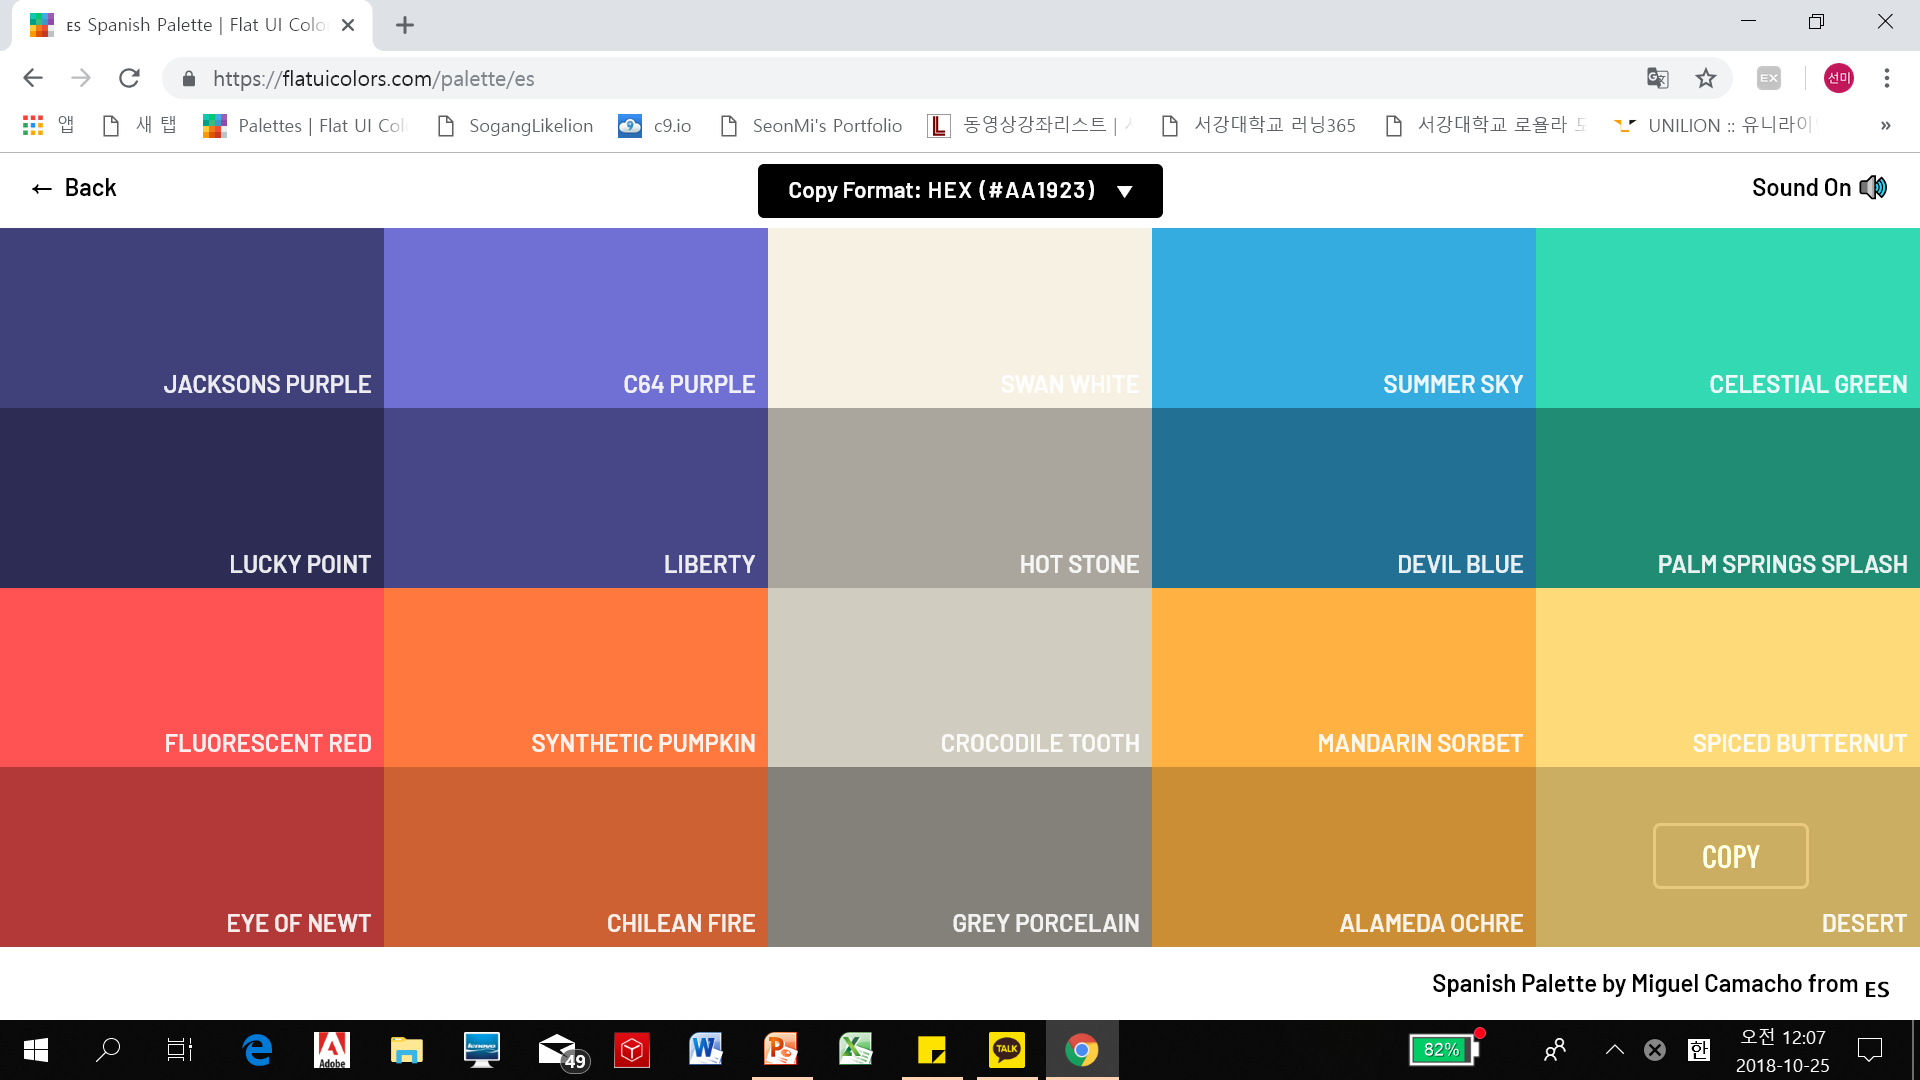 ES Spanish Palette | Flat UI Colo
https://flatuicolors.com/palette/es
EX
선미
앱
새 탭
Palettes | Flat UI Col
SogangLikelion
c9.io
SeonMi's Portfolio
L
동영상강좌리스트 |
서강대학교 러닝365
서강대학교 로욜라
UNILION :: 유니라이
»
← Back
Copy Format: HEX (#AA1923) ▼
Sound On
JACKSONS PURPLE
C64 PURPLE
SWAN WHITE
SUMMER SKY
CELESTIAL GREEN
LUCKY POINT
LIBERTY
HOT STONE
DEVIL BLUE
PALM SPRINGS SPLASH
FLUORESCENT RED
SYNTHETIC PUMPKIN
CROCODILE TOOTH
MANDARIN SORBET
SPICED BUTTERNUT
EYE OF NEWT
CHILEAN FIRE
GREY PORCELAIN
ALAMEDA OCHRE
COPY
DESERT
Spanish Palette by Miguel Camacho from ES
Adobe
lenovo
49
TALK
82%
한
오전 12:07
2018-10-25